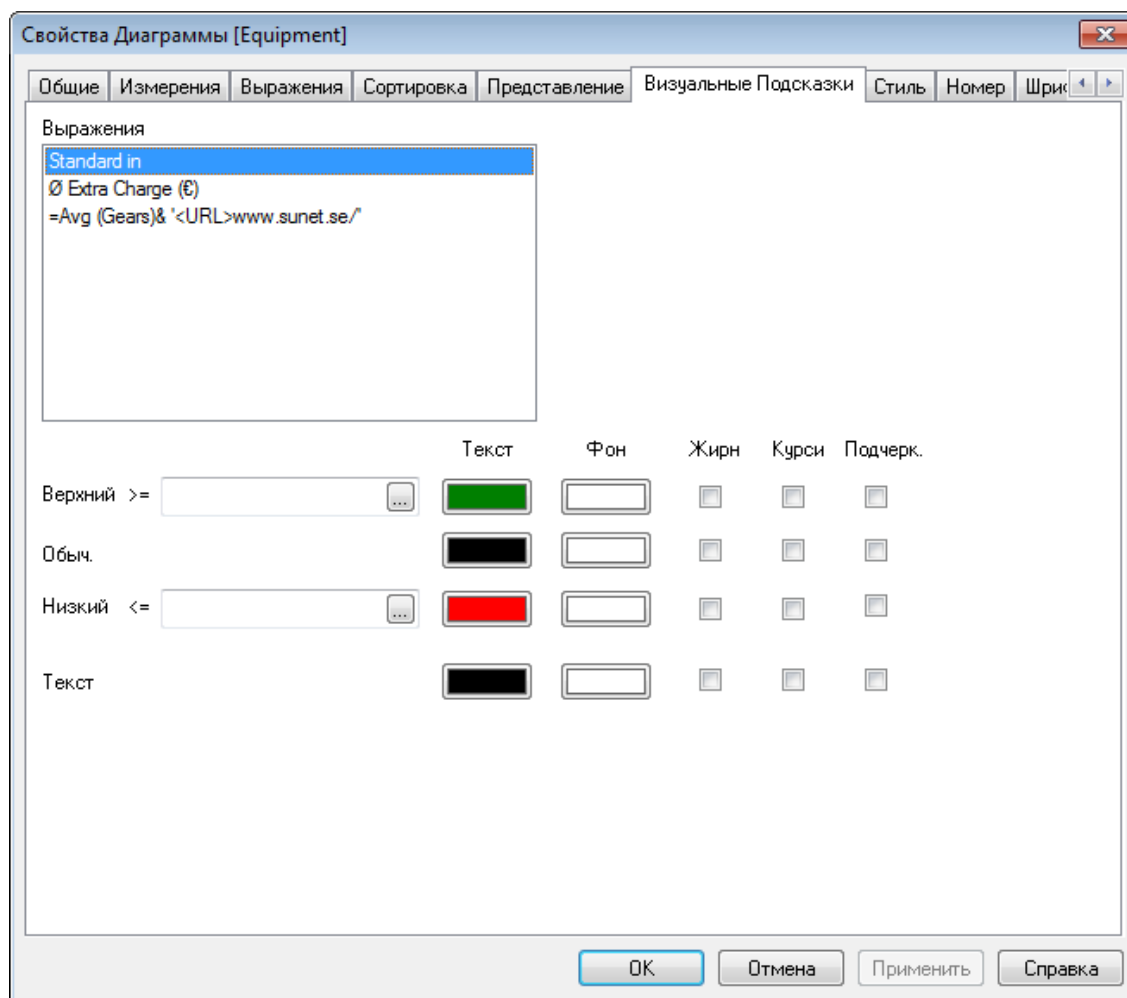 Свойства Диаграммы [Equipment]
Общие Измерения Выражения Сортировка Представление Визуальные Подсказки Стиль Номер Шри
Выражения
Standard in
Ø Extra Charge (€)
=Avg (Gears)& '<URL>www.sunet.se/'
Текст Фон Жирн Курси Подчерк.
Верхний >= ...
Обыч.
Низкий <= ...
Текст
OK Отмена Применить Справка